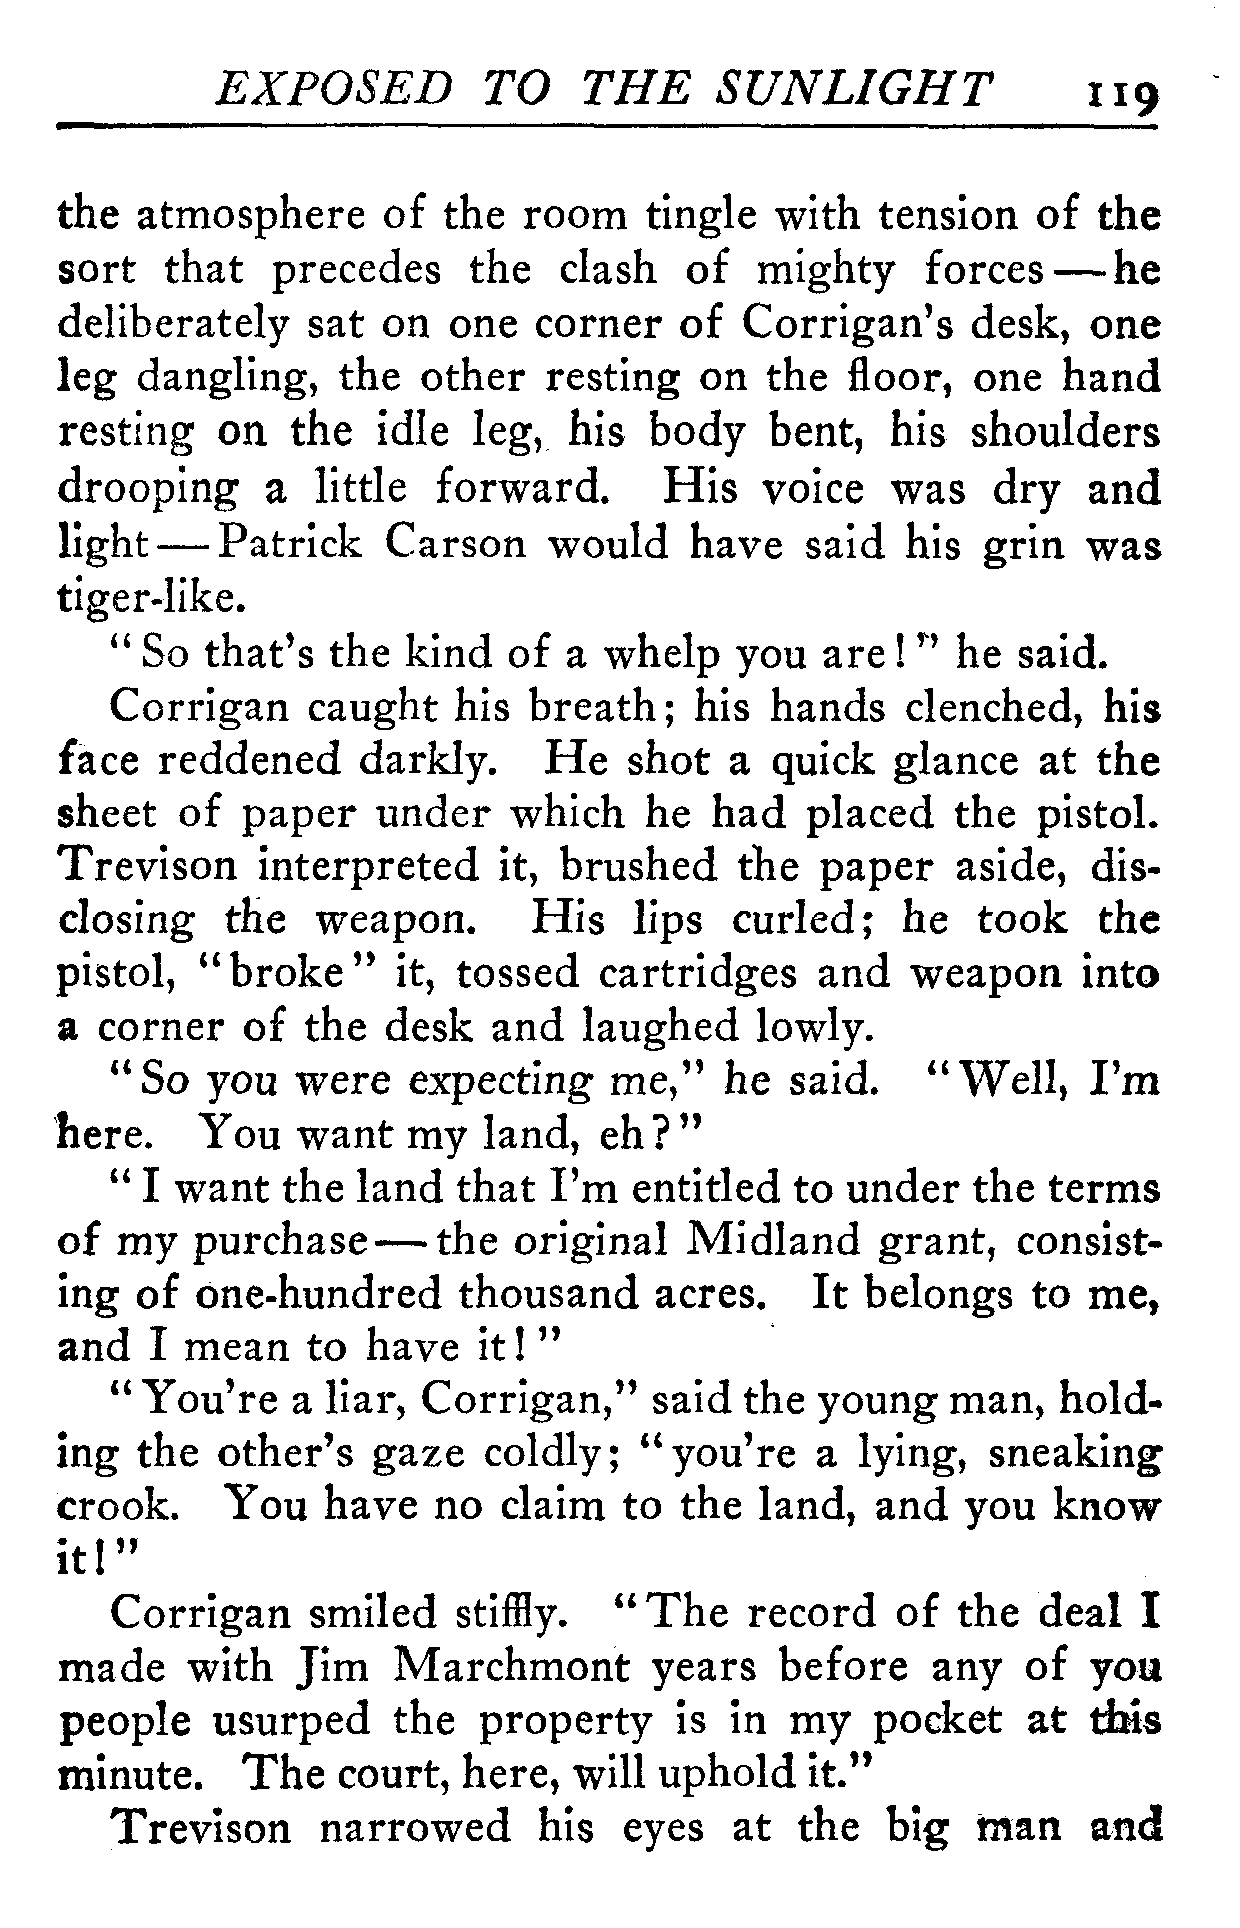 EXPOSED TO THE SUNLIGHT 119
the atmosphere of the room tingle with tension of the
sort that precedes the clash of mighty forces — he
deliberately sat on one corner of Corrigan's desk, one
leg dangling, the other resting on the floor, one hand
resting on the idle leg, his body bent, his shoulders
drooping a little forward. His voice was dry and
light — Patrick Carson would have said his grin was
tiger-like.
"So that's the kind of a whelp you are!" he said.
Corrigan caught his breath; his hands clenched, his
face reddened darkly. He shot a quick glance at the
sheet of paper under which he had placed the pistol.
Trevison interpreted it, brushed the paper aside, dis-
closing the weapon. His lips curled; he took the
pistol, "broke" it, tossed cartridges and weapon into
a corner of the desk and laughed lowly.
"So you were expecting me," he said. "Well, I'm
here. You want my land, eh?"
"I want the land that I'm entitled to under the terms
of my purchase — the original Midland grant, consist-
ing of one-hundred thousand acres. It belongs to me,
and I mean to have it!"
"You're a liar, Corrigan," said the young man, hold-
ing the other's gaze coldly; "you're a lying, sneaking
crook. You have no claim to the land, and you know
it!"
Corrigan smiled stiffly. "The record of the deal I
made with Jim Marchmont years before any of you
people usurped the property is in my pocket at this
minute. The court, here, will uphold it."
Trevison narrowed his eyes at the big man and